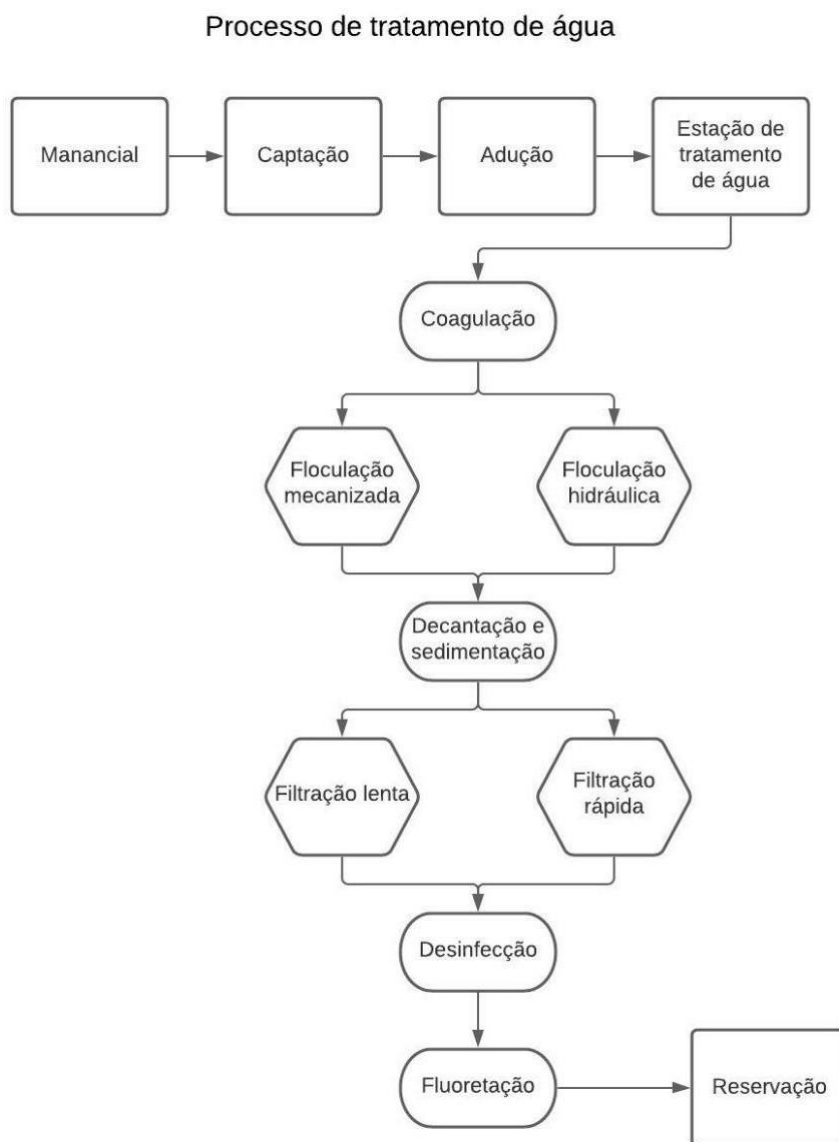 Processo de tratamento de água
Manancial
Captação
Adução
Estação de
tratamento
de água
Coagulação
Floculação
mecanizada
Floculação
hidráulica
Decantação e
sedimentação
Filtração lenta
Filtração
rápida
Desinfecção
Fluoretação
Reservação